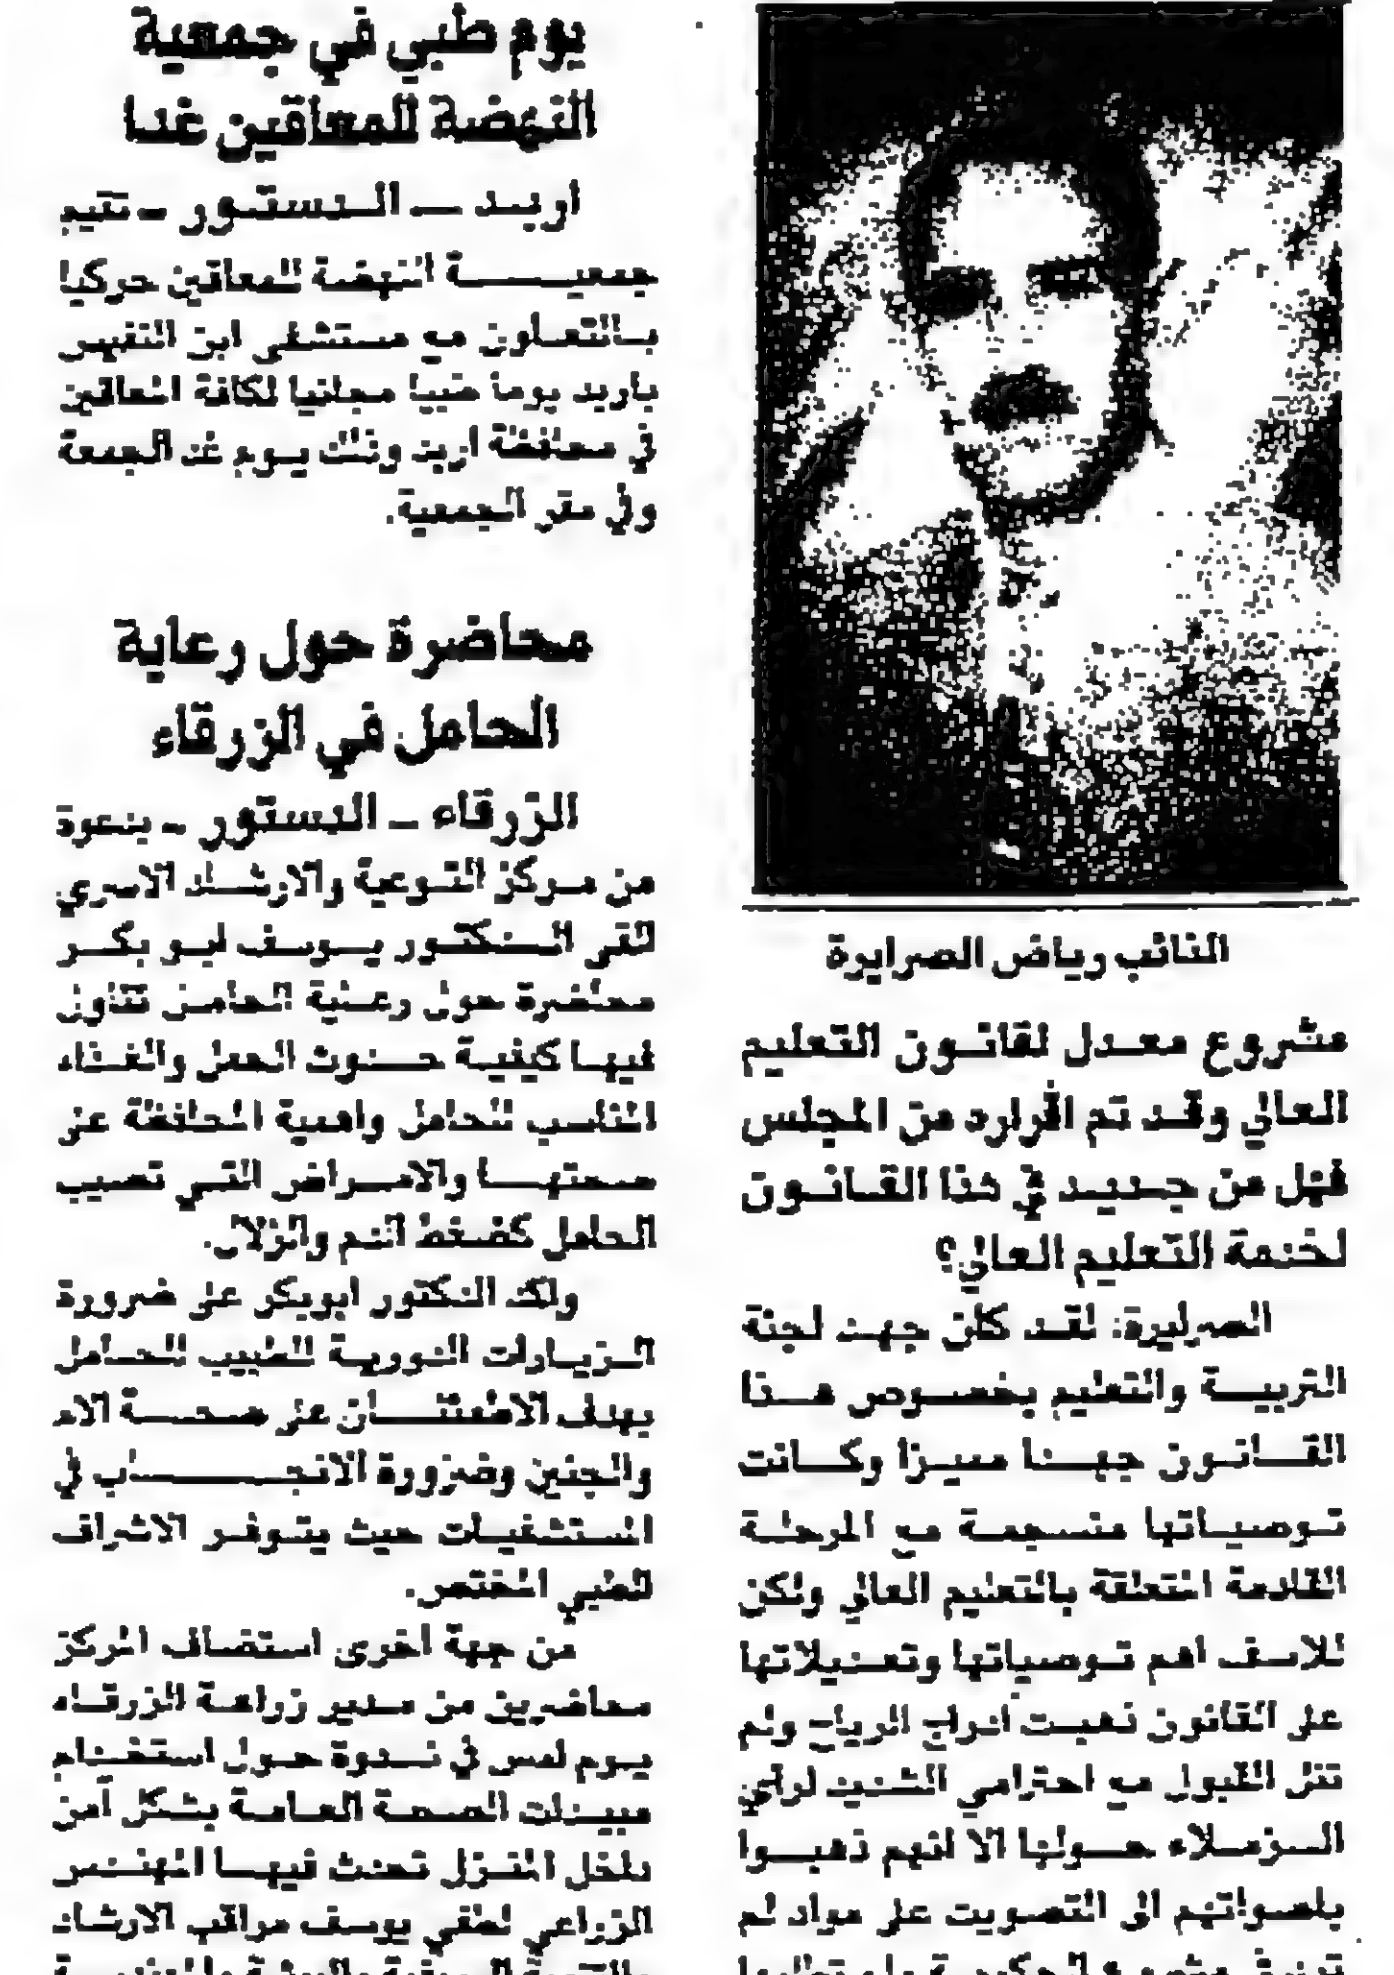 النائب رياض الصرايرة
مشروع معدل لقانون التعليم
العالي وقد تم اقراره من المجلس
فهل من جديد في هذا القانون
لخدمة التعليم العالي؟
الصرايرة: لقد كان جهد لجنة
التربية والتعليم بخصوص هذا
القانون جهدا مميزا وكانت
توصياتها منسجمة مع المرحلة
القادمة المتعلقة بالتعليم العالي ولكن
للاسف اهم توصياتها وتعديلاتها
على القانون ذهبت ادراج الرياح ولم
تنل القبول مع احترامي الشديد لرأي
الزملاء حولها الا انهم ذهبوا
باصواتهم الى التصويت على مواد لم
يوم طبي في جمعية
النهضة للمعاقين غدا
اربد ـ الدستور ـ تقيم
جمعية النهضة للمعاقين حركيا
بالتعاون مع مستشفى ابن النفيس
باربد يوما طبيا مجانيا لكافة المعاقين
في محافظة اربد وذلك يوم غد الجمعة
وفي مقر الجمعية.
محاضرة حول رعاية
الحامل في الزرقاء
الزرقاء ـ الدستور ـ بدعوة
من مركز التوعية والارشاد الاسري
القى الدكتور يوسف ابو بكر
محاضرة حول رعاية الحامل تناول
فيها كيفية حدوث الحمل والغذاء
المناسب للحامل واهمية المحافظة على
صحتها والامراض التي تصيب
الحامل كضغط الدم والزلال.
واكد الدكتور ابوبكر على ضرورة
الزيارات الدورية للطبيب للحامل
بهدف الاطمئنان على صحة الام
والجنين وضرورة الانجاب في
المستشفيات حيث يتوفر الاشراف
الطبي المختص.
من جهة اخرى استضاف المركز
محاضرين من مدير زراعة الزرقاء
يوم امس في ندوة حول استخدام
مبيدات الصحة العامة بشكل آمن
داخل المنزل تحدث فيها المهندس
الزراعي لطفي يوسف مراقب الارشاد